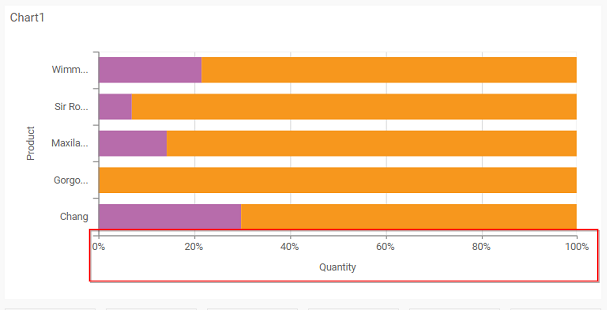 Chart1
Product
Wimm...
Sir Ro...
Maxila...
Gorgo...
Chang
0% 20% 40% 60% 80% 100%
Quantity